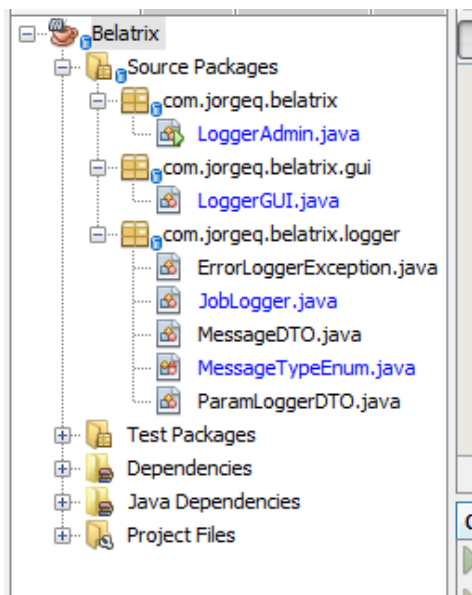 Belatrix
Source Packages
com.jorgeq.belatrix
LoggerAdmin.java
com.jorgeq.belatrix.gui
LoggerGUI.java
com.jorgeq.belatrix.logger
ErrorLoggerException.java
JobLogger.java
MessageDTO.java
MessageTypeEnum.java
ParamLoggerDTO.java
Test Packages
Dependencies
Java Dependencies
Project Files